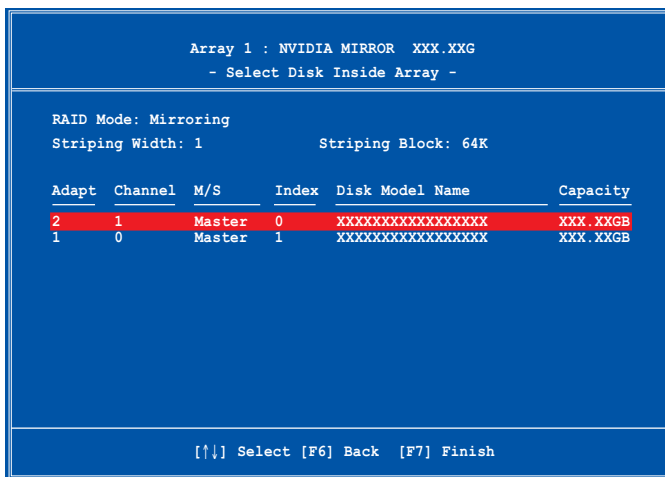 Array 1 : NVIDIA MIRROR XXX.XXG
- Select Disk Inside Array -
RAID Mode: Mirroring
Striping Width: 1 Striping Block: 64K
Adapt Channel M/S Index Disk Model Name Capacity
2 1 Master 0 XXXXXXXXXXXXXXXXX XXX.XXGB
1 0 Master 1 XXXXXXXXXXXXXXXXX XXX.XXGB
[↑↓] Select [F6] Back [F7] Finish